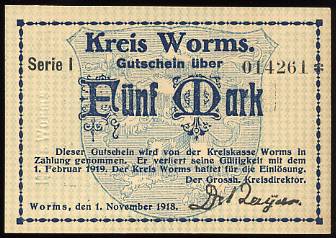 Kreis Worms.
Serie I
Gutschein über
014261 *
Fünf Mark
Dieser Gutschein wird von der Kreiskasse Worms in
Zahlung genommen. Er verliert seine Gültigkeit mit dem
1. Februar 1919. Der Kreis Worms haftet für die Einlösung.
Der Grossh. Kreisdirektor.
Worms, den 1. November 1918.